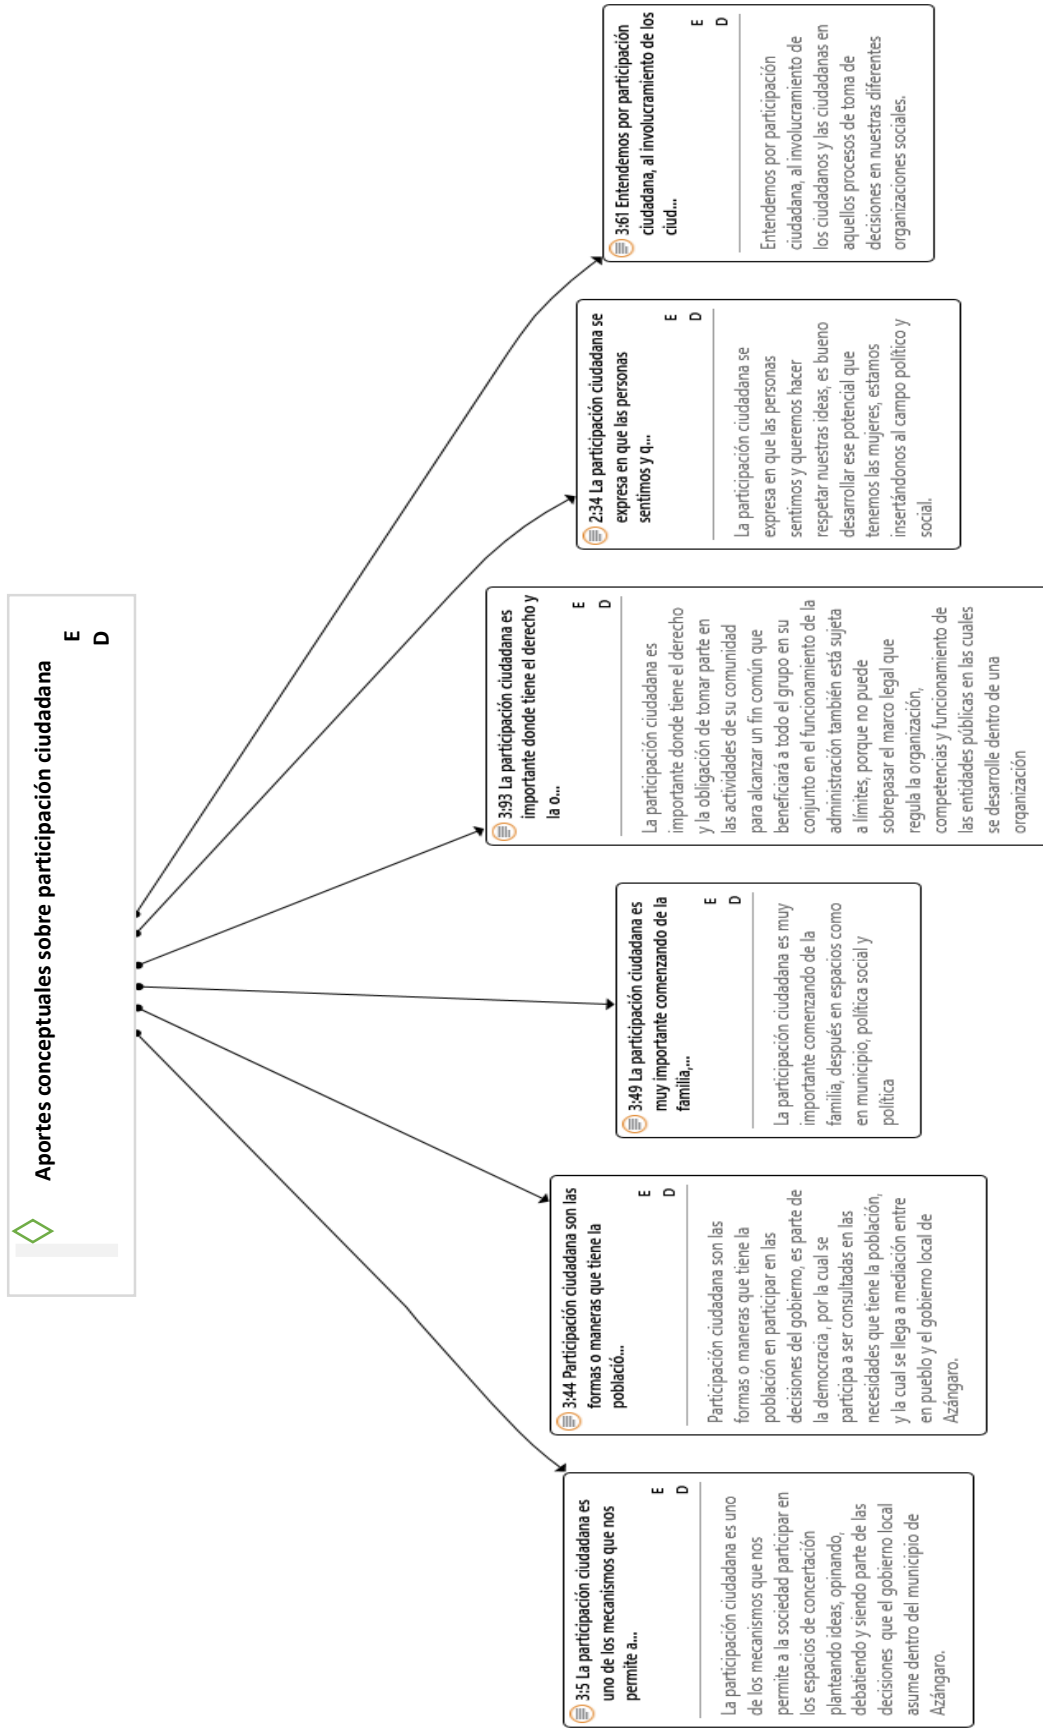 Aportes conceptuales sobre participación ciudadana
E
D
3:5 La participación ciudadana es
uno de los mecanismos que nos
permite a...
E
D
La participación ciudadana es uno
de los mecanismos que nos
permite a la sociedad participar en
los espacios de concertación
planteando ideas, opinando,
debatiendo y siendo parte de las
decisiones que el gobierno local
asume dentro del municipio de
Azángaro.
3:44 Participación ciudadana son las
formas o maneras que tiene la
població...
E
D
Participación ciudadana son las
formas o maneras que tiene la
población en participar en las
decisiones del gobierno, es parte de
la democracia , por la cual se
participa a ser consultadas en las
necesidades que tiene la población,
y la cual se llega a mediación entre
en pueblo y el gobierno local de
Azángaro.
3:49 La participación ciudadana es
muy importante comenzando de la
familia,...
E
D
La participación ciudadana es muy
importante comenzando de la
familia, después en espacios como
en municipio, política social y
política
3:93 La participación ciudadana es
importante donde tiene el derecho y
la o...
E
D
La participación ciudadana es
importante donde tiene el derecho
y la obligación de tomar parte en
las actividades de su comunidad
para alcanzar un fin común que
beneficiará a todo el grupo en su
conjunto en el funcionamiento de la
administración también está sujeta
a límites, porque no puede
sobrepasar el marco legal que
regula la organización,
competencias y funcionamiento de
las entidades públicas en las cuales
se desarrolle dentro de una
organización
2:34 La participación ciudadana se
expresa en que las personas
sentimos y q...
E
D
La participación ciudadana se
expresa en que las personas
sentimos y queremos hacer
respetar nuestras ideas, es bueno
desarrollar ese potencial que
tenemos las mujeres, estamos
insertándonos al campo político y
social.
3:61 Entendemos por participación
ciudadana, al involucramiento de los
ciud...
E
D
Entendemos por participación
ciudadana, al involucramiento de
los ciudadanos y las ciudadanas en
aquellos procesos de toma de
decisiones en nuestras diferentes
organizaciones sociales.